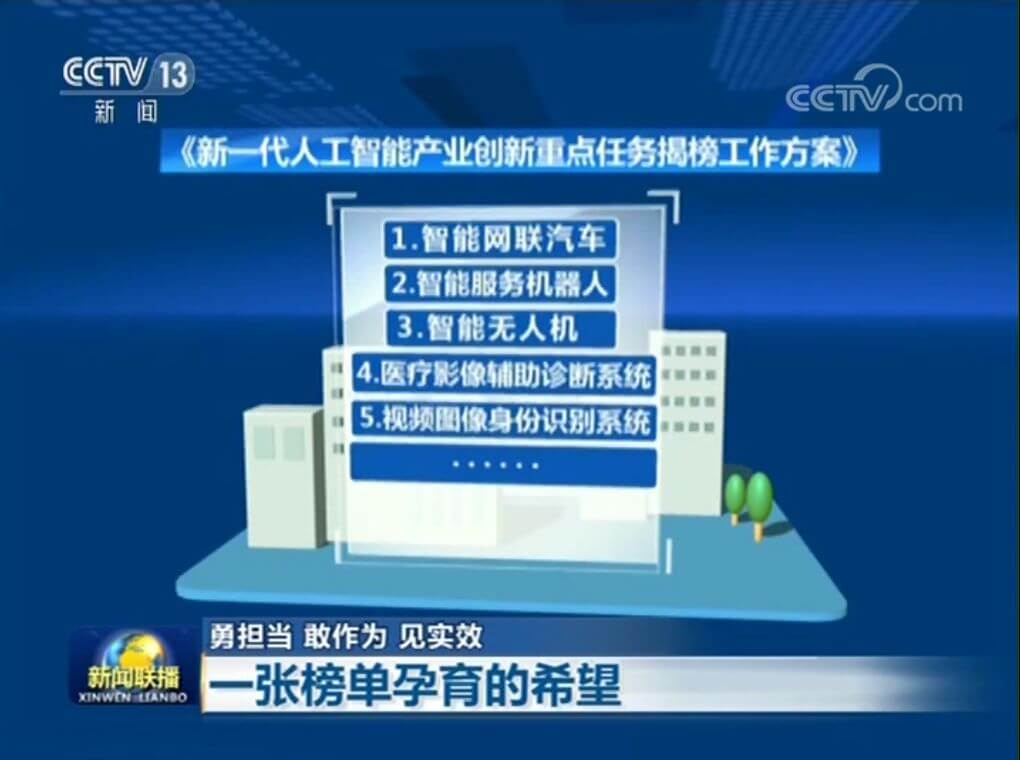 CCTV 13
新闻
CCTV.com
《新一代人工智能产业创新重点任务揭榜工作方案》
1.智能网联汽车
2.智能服务机器人
3.智能无人机
4.医疗影像辅助诊断系统
5.视频图像身份识别系统
······
勇担当 敢作为 见实效
新闻联播
XINWEN LIANBO
一张榜单孕育的希望